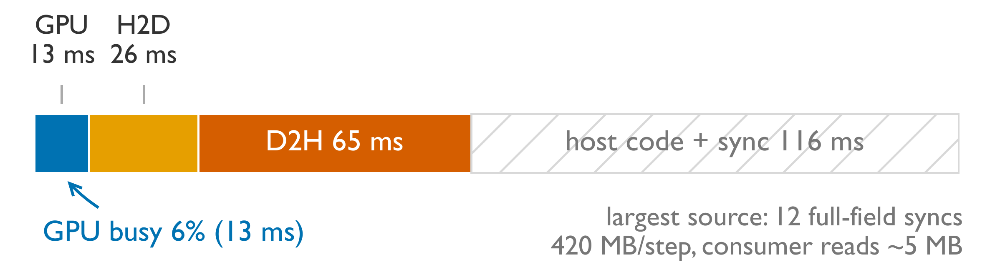 GPU
13 ms
H2D
26 ms
D2H 65 ms
host code + sync 116 ms
GPU busy 6% (13 ms)
largest source: 12 full-field syncs
420 MB/step, consumer reads ~5 MB